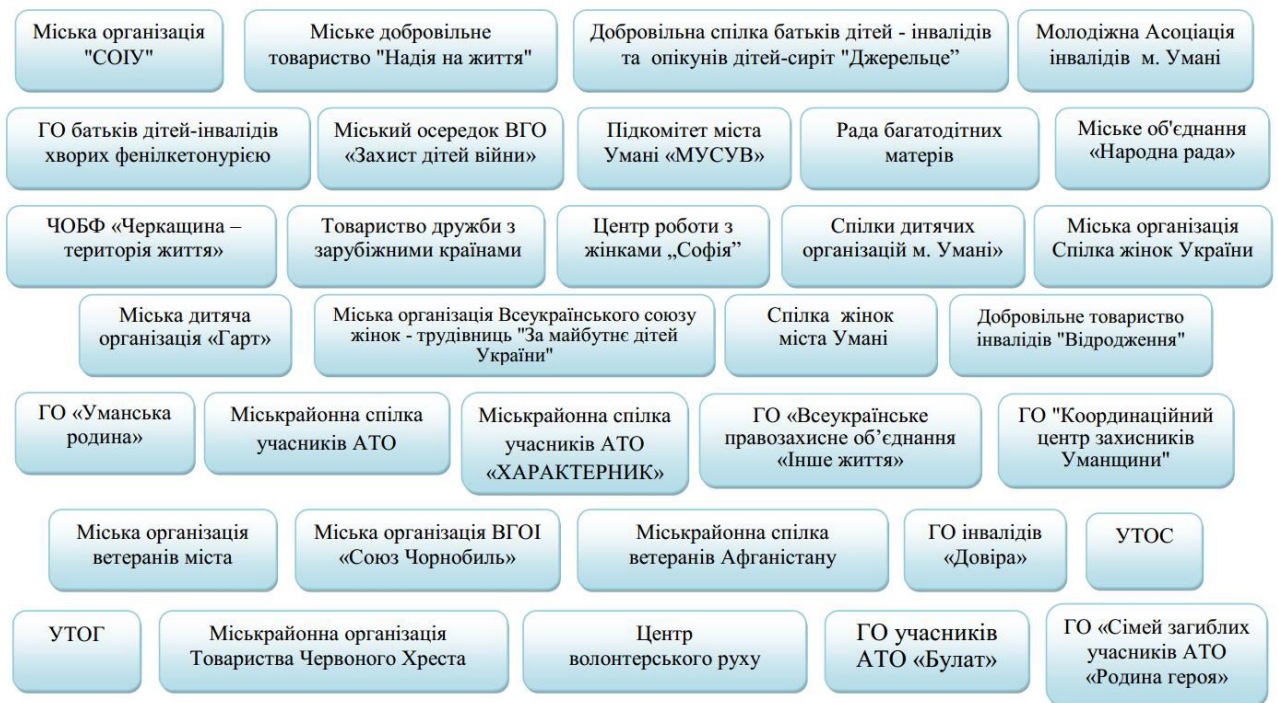 Міська організація
"СОІУ"
Міське добровільне
товариство "Надія на життя"
Добровільна спілка батьків дітей - інвалідів
та опікунів дітей-сиріт "Джерельце”
Молодіжна Асоціація
інвалідів м. Умані
ГО батьків дітей-інвалідів
хворих фенілкетонурією
Міський осередок ВГО
«Захист дітей війни»
Підкомітет міста
Умані «МУСУВ»
Рада багатодітних
матерів
Міське об'єднання
«Народна рада»
ЧОБФ «Черкащина –
територія життя»
Товариство дружби з
зарубіжними країнами
Центр роботи з
жінками „Софія”
Спілки дитячих
організацій м. Умані»
Міська організація
Спілка жінок України
Міська дитяча
організація «Гарт»
Міська організація Всеукраїнського союзу
жінок - трудівниць "За майбутнє дітей
України"
Спілка жінок
міста Умані
Добровільне товариство
інвалідів "Відродження"
ГО «Уманська
родина»
Міськрайонна спілка
учасників АТО
Міськрайонна спілка
учасників АТО
«ХАРАКТЕРНИК»
ГО «Всеукраїнське
правозахисне об’єднання
«Інше життя»
ГО "Координаційний
центр захисників
Уманщини"
Міська організація
ветеранів міста
Міська організація ВГОІ
«Союз Чорнобиль»
Міськрайонна спілка
ветеранів Афганістану
ГО інвалідів
«Довіра»
УТОС
УТОГ
Міськрайонна організація
Товариства Червоного Хреста
Центр
волонтерського руху
ГО учасників
АТО «Булат»
ГО «Сімей загиблих
учасників АТО
«Родина героя»